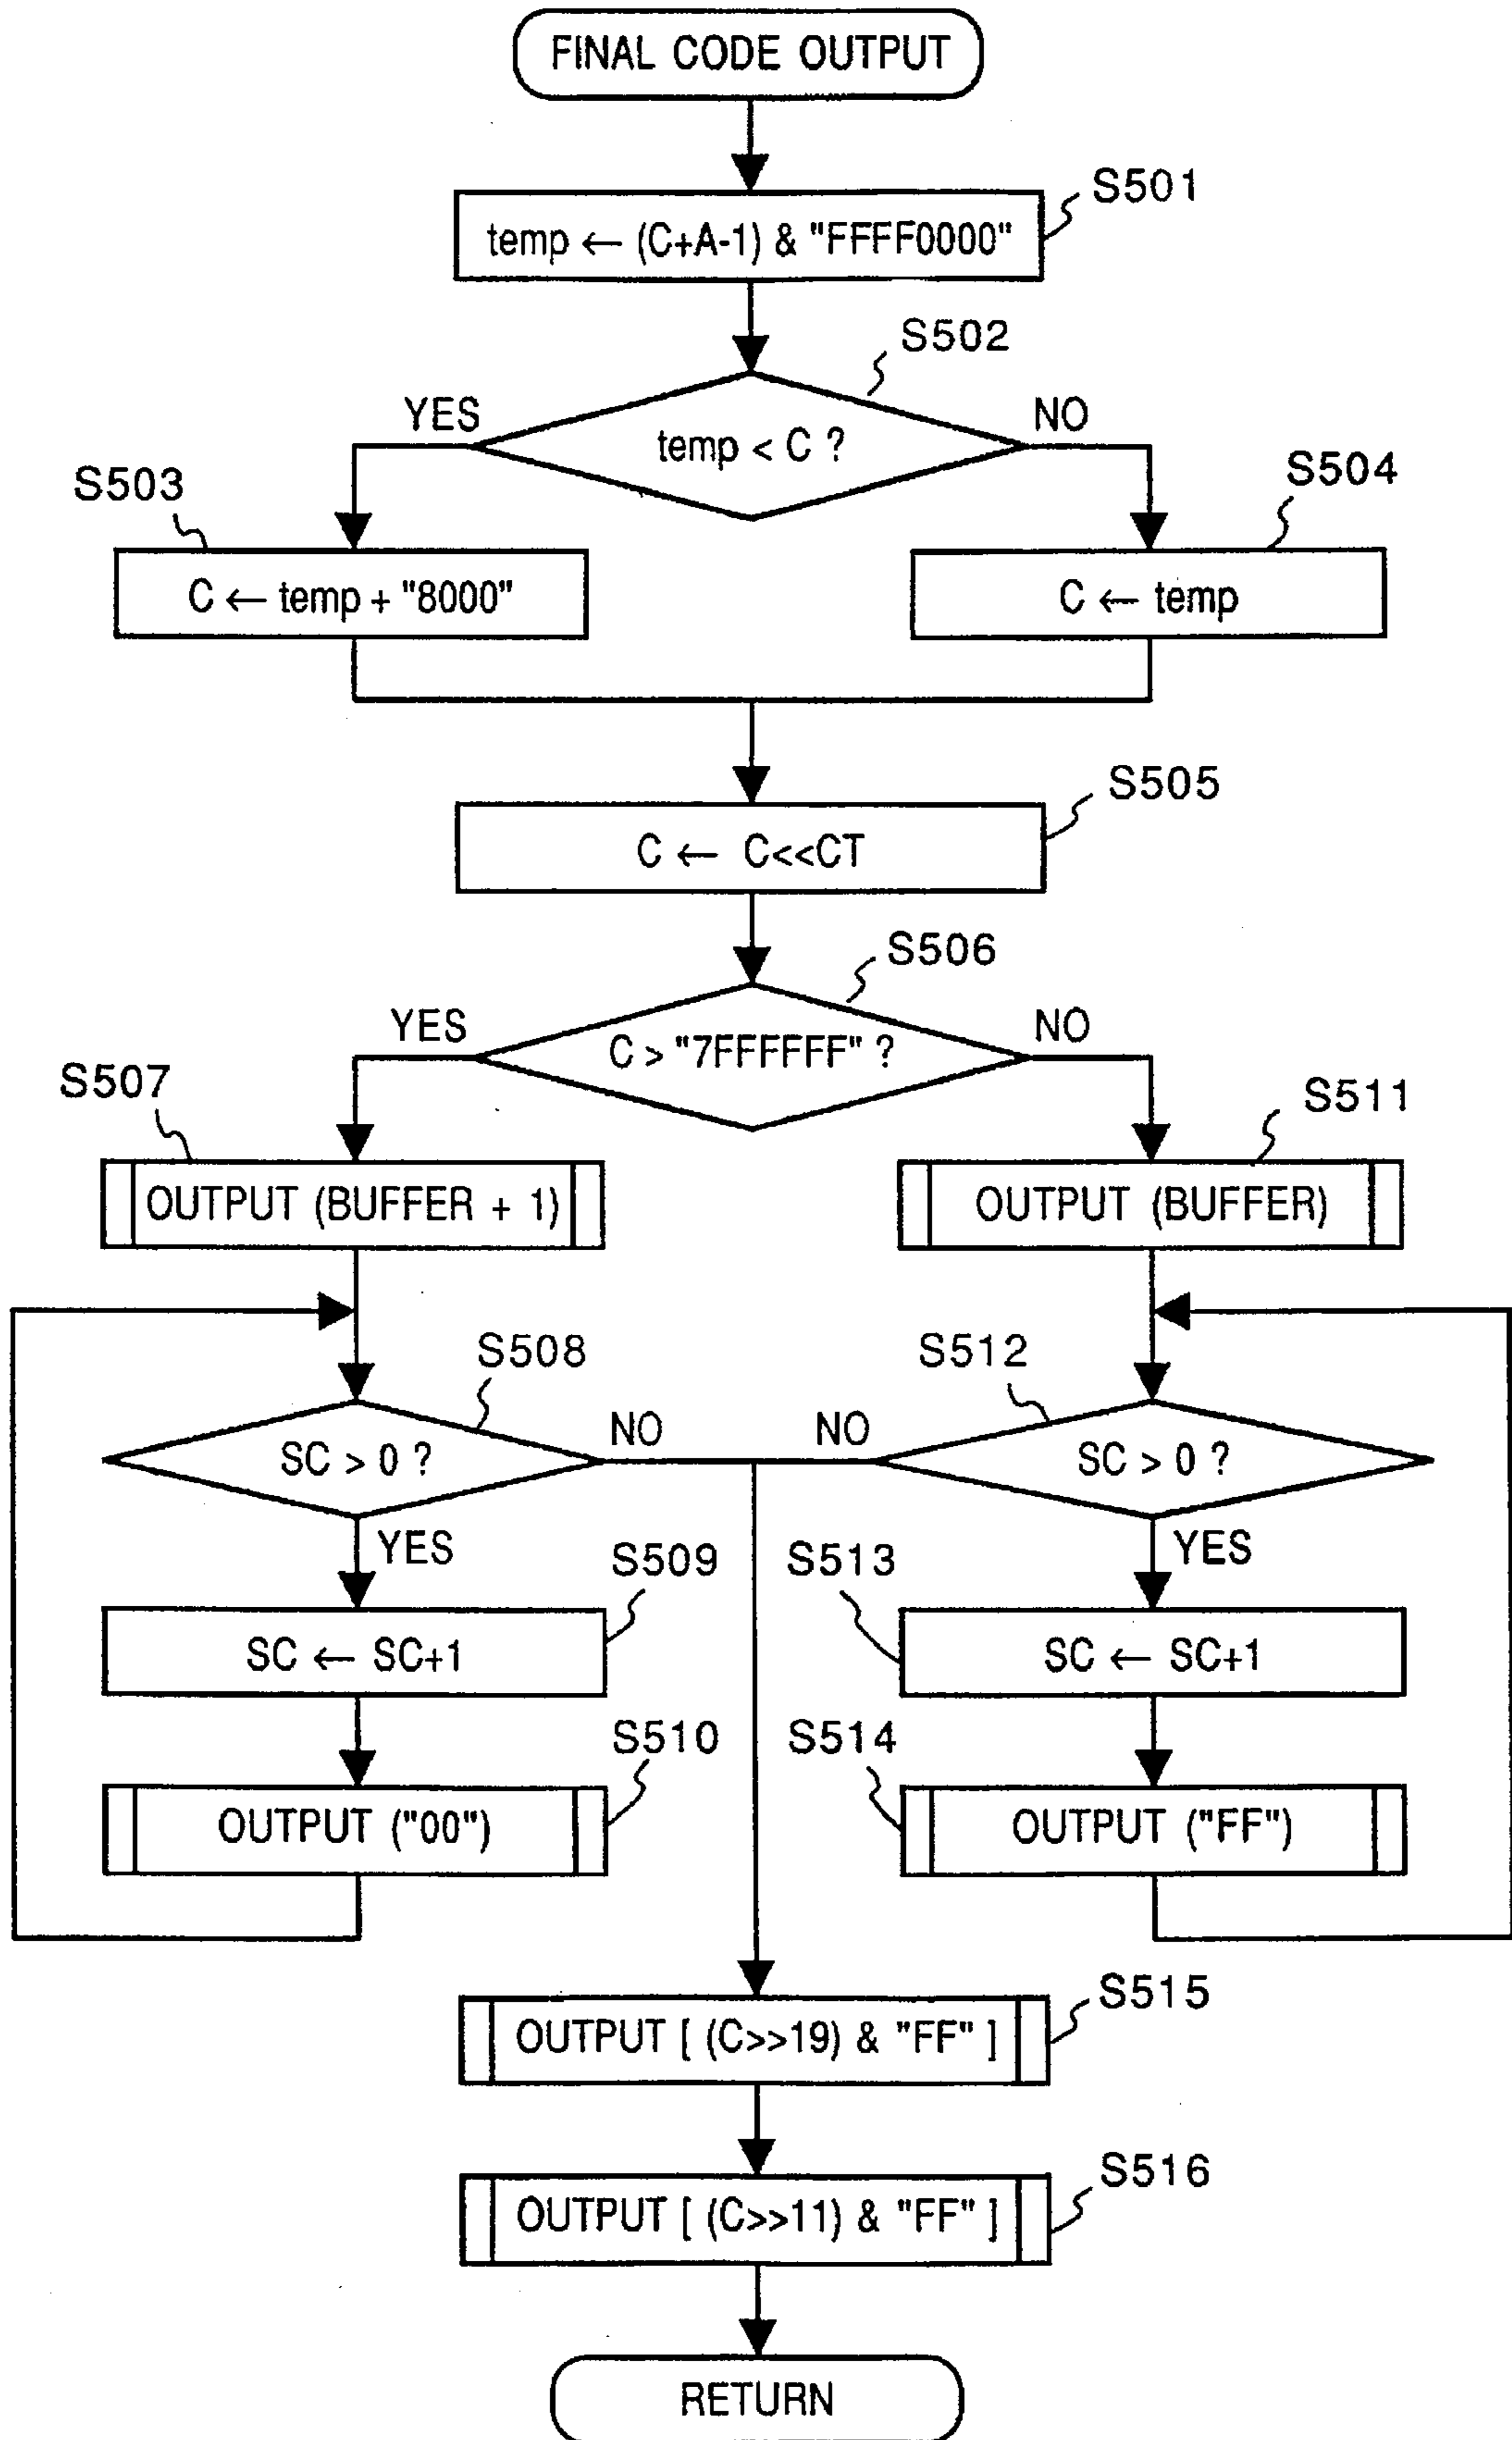 FINAL CODE OUTPUT
S501
temp ← (C+A-1) & "FFFF0000"
S502
YES
temp < C ?
NO
S503
S504
C ← temp + "8000"
C ← temp
S505
C ← C<<CT
S506
YES
C > "7FFFFFF" ?
NO
S507
S511
OUTPUT (BUFFER + 1)
OUTPUT (BUFFER)
S508
S512
SC > 0 ?
NO
NO
SC > 0 ?
YES
YES
S509
S513
SC ← SC+1
SC ← SC+1
S510
S514
OUTPUT ("00")
OUTPUT ("FF")
S515
OUTPUT [ (C>>19) & "FF" ]
S516
OUTPUT [ (C>>11) & "FF" ]
RETURN